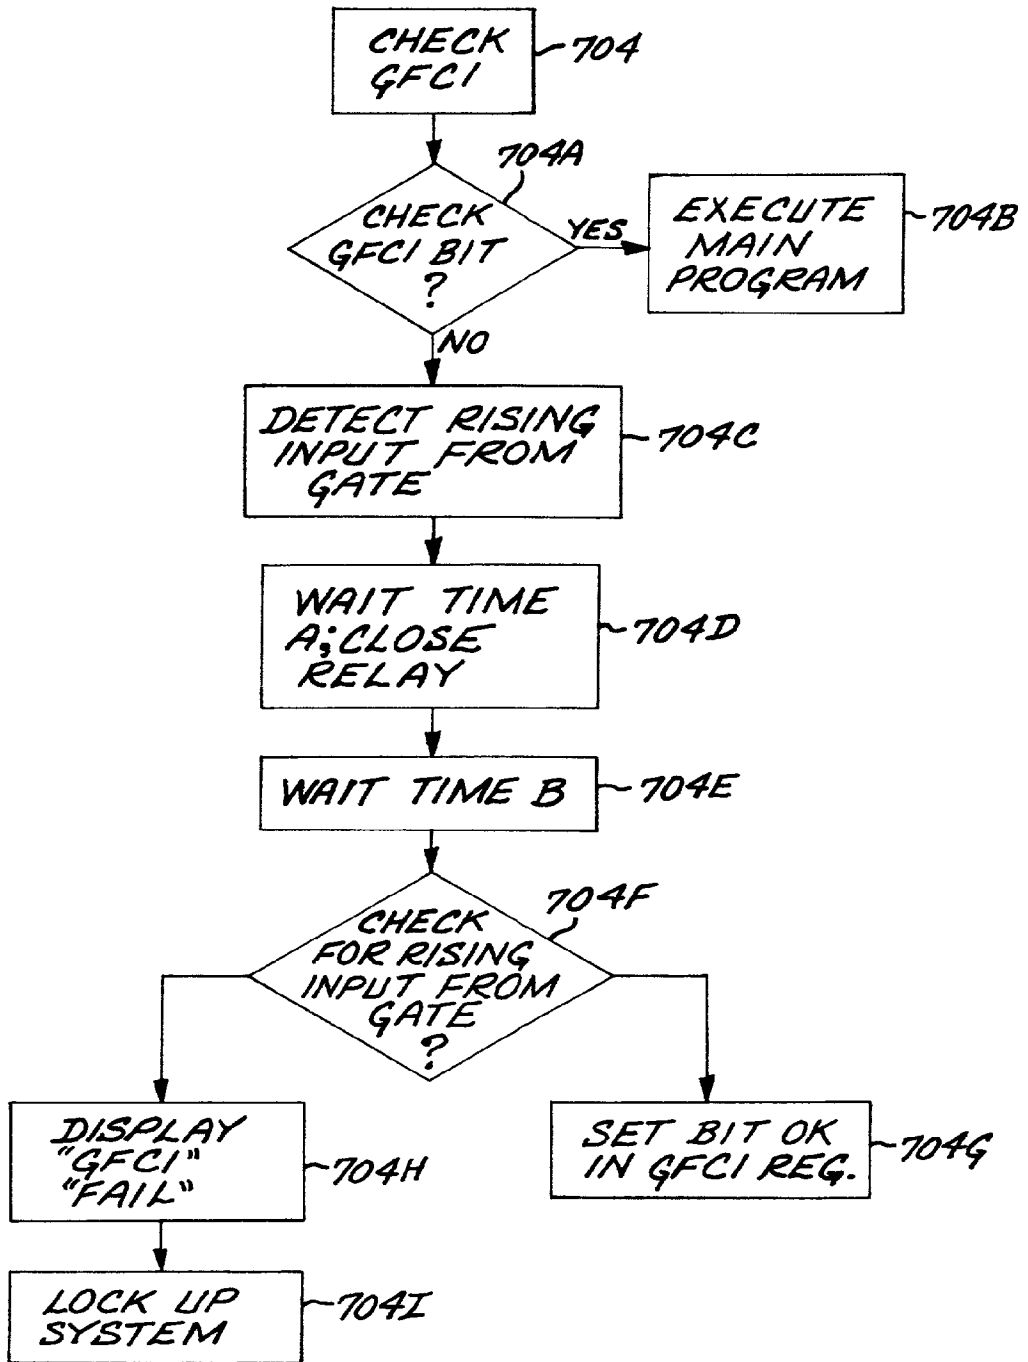 CHECK
GFCI
704
704A
CHECK
GFCI BIT
?
YES
EXECUTE
MAIN
PROGRAM
704B
NO
DETECT RISING
INPUT FROM
GATE
704C
WAIT TIME
A; CLOSE
RELAY
704D
WAIT TIME B
704E
704F
CHECK
FOR RISING
INPUT FROM
GATE
?
DISPLAY
"GFCI"
"FAIL"
704H
SET BIT OK
IN GFCI REG.
704G
LOCK UP
SYSTEM
704I